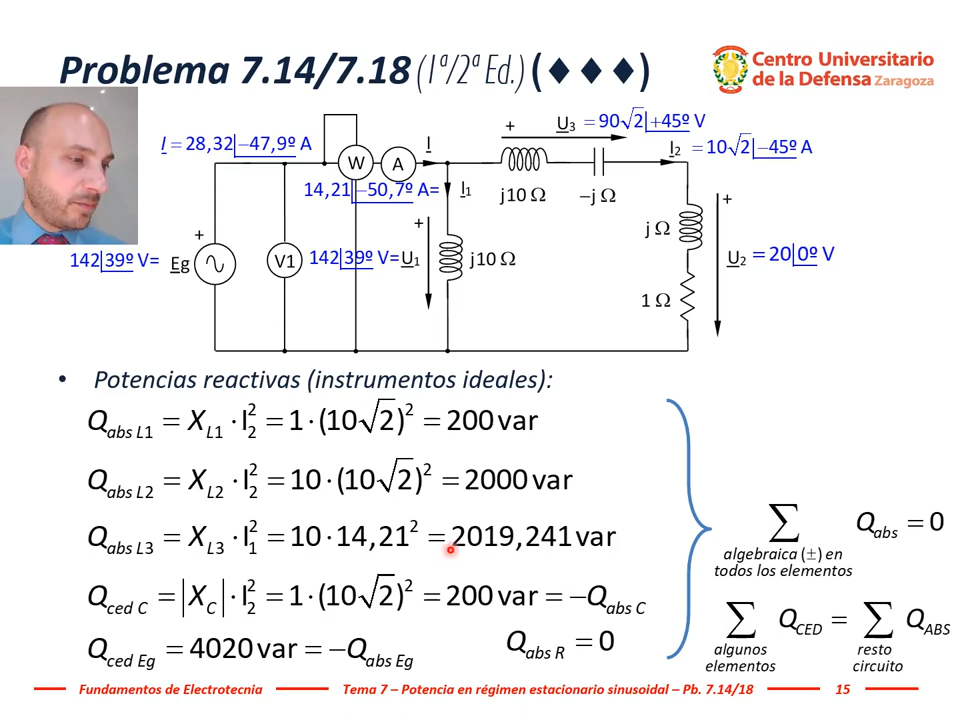 Problema 7.14/7.18 (1ª/2ª Ed.) (♦♦♦)
Centro Universitario
de la Defensa Zaragoza
I = 28,32|-47,9º A
U3 = 90√2|+45º V
I2 = 10√2|-45º A
W
A
I
14,21|-50,7º A= I1
j10 Ω
-j Ω
+
142|39º V= Eg
V1
142|39º V= U1
+
j10 Ω
j Ω
1 Ω
+
U2 = 20|0º V
• Potencias reactivas (instrumentos ideales):
Qabs L1 = XL1 · I2² = 1 · (10√2)² = 200 var
Qabs L2 = XL2 · I2² = 10 · (10√2)² = 2000 var
Qabs L3 = XL3 · I1² = 10 · 14,21² = 2019,241 var
Qced C = |XC| · I2² = 1 · (10√2)² = 200 var = -Qabs C
Qced Eg = 4020 var = -Qabs Eg
Qabs R = 0
∑ Qabs = 0
algebraica (±) en
todos los elementos
∑ QCED = ∑ QABS
algunos elementos
resto circuito
Fundamentos de Electrotecnia
Tema 7 – Potencia en régimen estacionario sinusoidal – Pb. 7.14/18
15